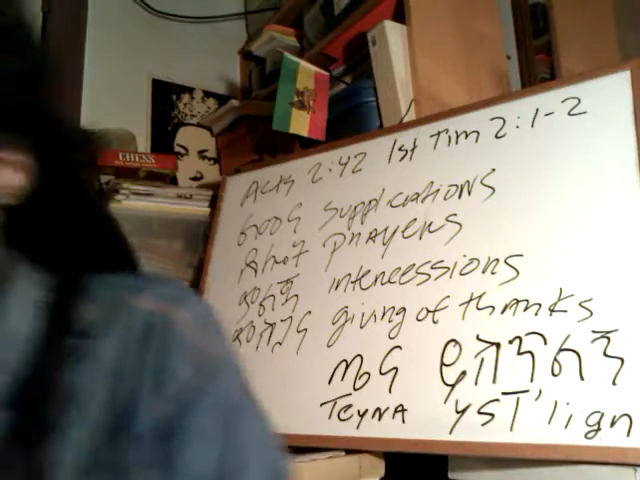 CHESS
Acts 2:42 1st Tim 2:1-2
ልመና supplications
ጸሎት prayers
ምልጃ intercessions
ምስጋና giving of thanks
ጤና ይስጥልኝ
Teyna yst'lign